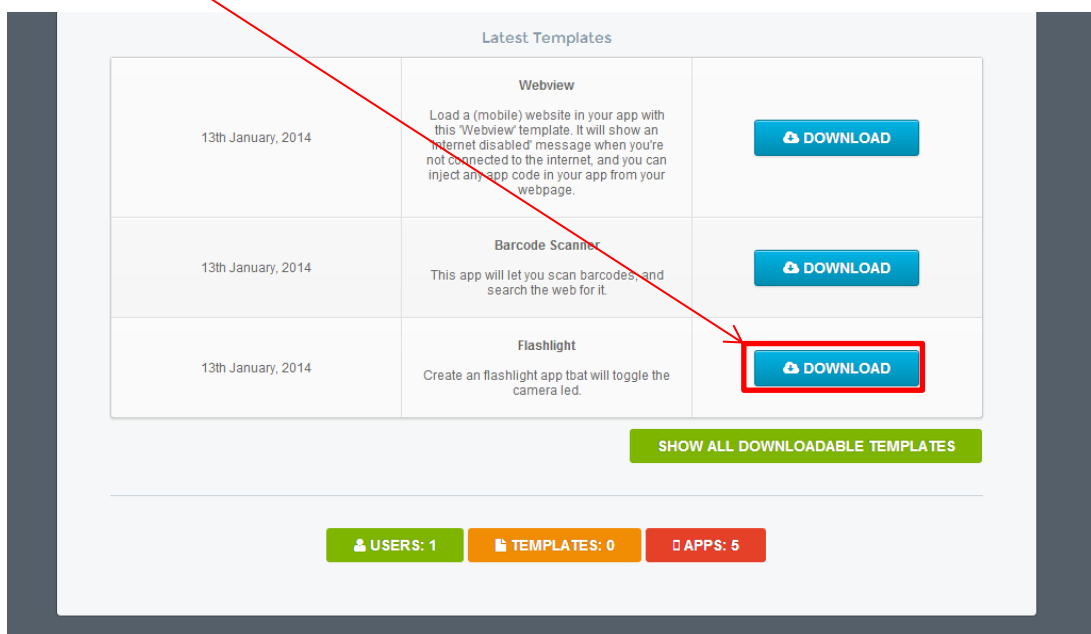 Latest Templates
13th January, 2014
Webview
Load a (mobile) website in your app with
this 'Webview' template. It will show an
internet disabled' message when you're
not connected to the internet, and you can
inject any app code in your app from your
webpage.
DOWNLOAD
13th January, 2014
Barcode Scanner
This app will let you scan barcodes, and
search the web for it.
DOWNLOAD
13th January, 2014
Flashlight
Create an flashlight app tbat will toggle the
camera led.
DOWNLOAD
SHOW ALL DOWNLOADABLE TEMPLATES
USERS: 1
TEMPLATES: 0
APPS: 5